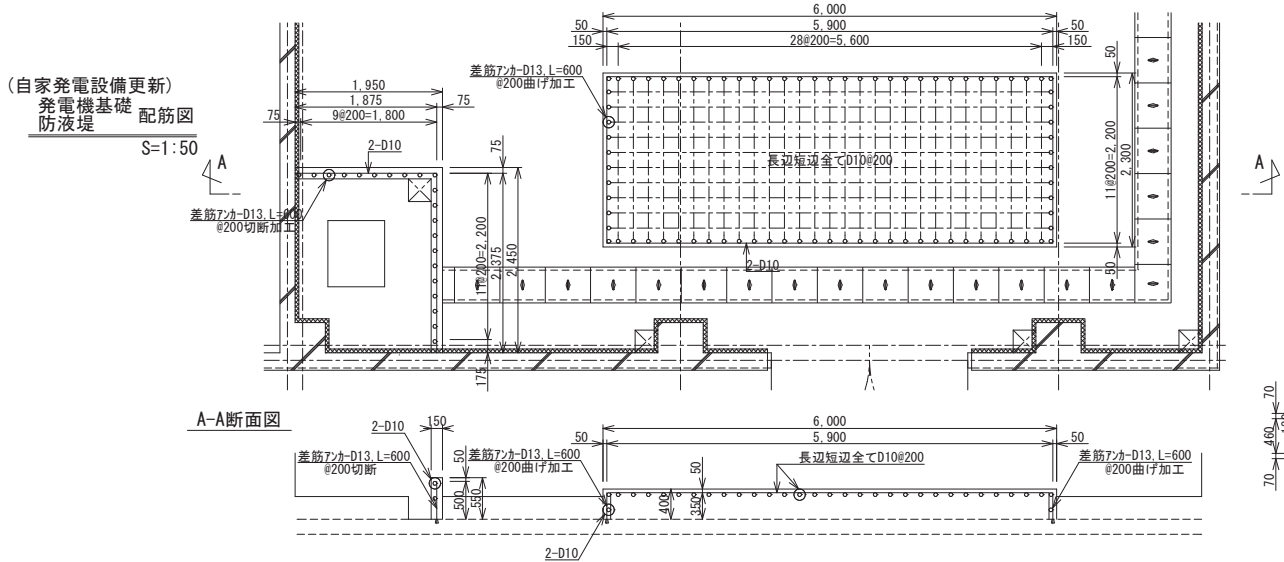 (自家発電設備更新)
発電機基礎
防液堤
配筋図
S=1:50
6,000
50
5,900
50
150
28@200=5,600
150
差筋アンカーD13,L=600
@200曲げ加工
1,950
1,875
75
75
9@200=1,800
2-D10
75
A
差筋アンカーD13,L=600
@200切断加工
11@200=2,200
2,375
2,450
175
長辺短辺全てD10@200
2-D10
50
11@200=2,200
2,300
50
A
A-A断面図
2-D10
150
差筋アンカーD13,L=600
@200切断
50
500
550
差筋アンカーD13,L=600
@200曲げ加工
2-D10
6,000
50
5,900
50
長辺短辺全てD10@200
50
400
350
差筋アンカーD13,L=600
@200曲げ加工
70
460
70